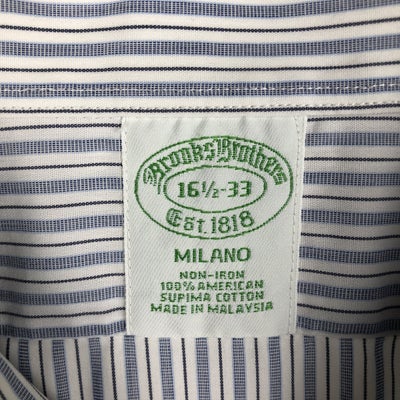 Brooks Brothers
16½-33
Est. 1818
MILANO
NON-IRON
100% AMERICAN
SUPIMA COTTON
MADE IN MALAYSIA